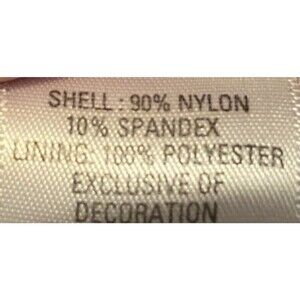 SHELL: 90% NYLON
10% SPANDEX
LINING: 100% POLYESTER
EXCLUSIVE OF
DECORATION